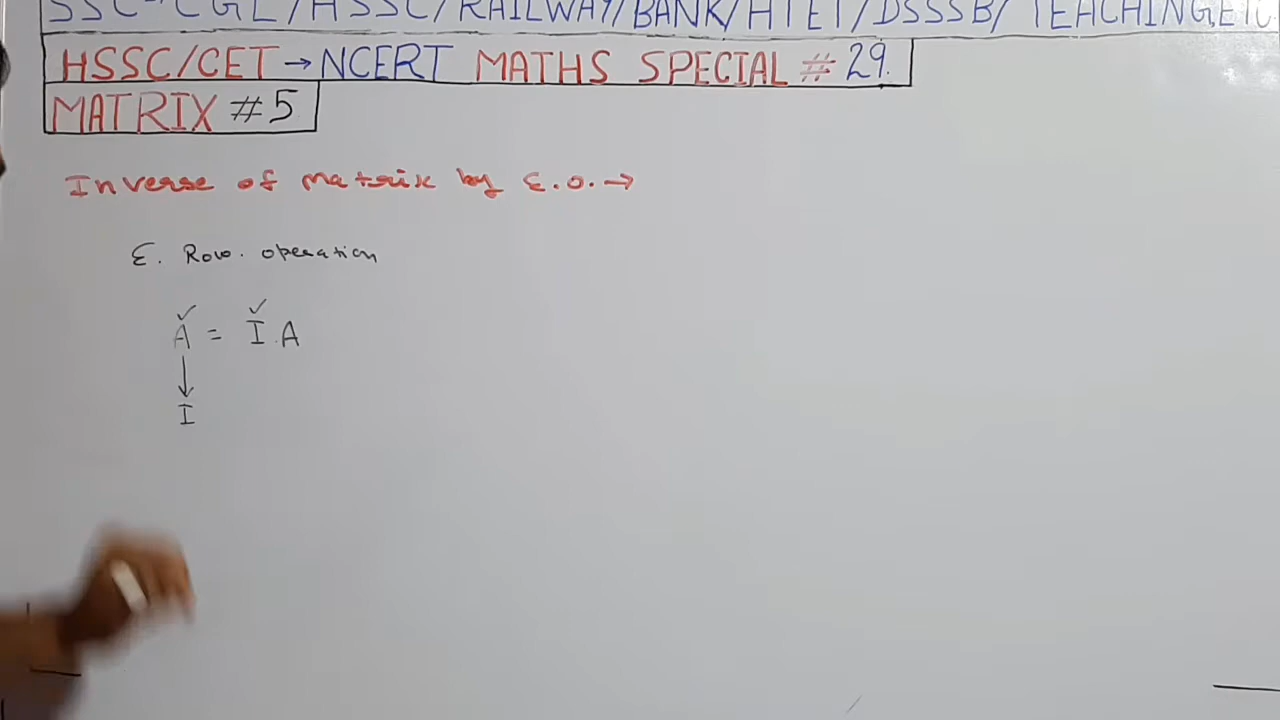 SSC-CGL/HSSC/RAILWAY/BANK/HTET/DSSSB/TEACHING ETC
HSSC/CET→NCERT MATHS SPECIAL # 29.
MATRIX #5
Inverse of matrix by E.O.→
E. Row. operation
✓ ✓
A = I.A
↓
I